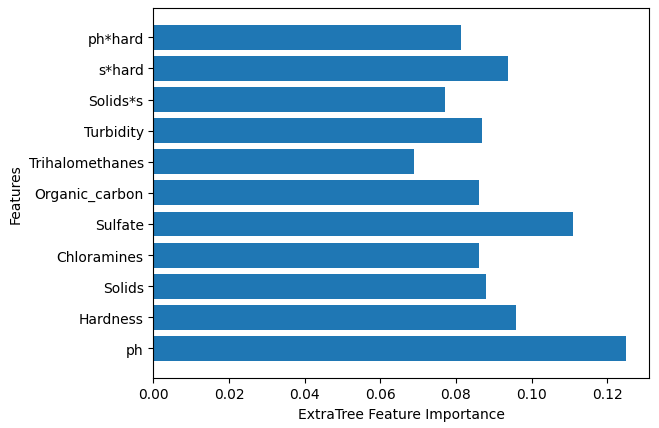 Features
ph*hard
s*hard
Solids*s
Turbidity
Trihalomethanes
Organic_carbon
Sulfate
Chloramines
Solids
Hardness
ph
0.00 0.02 0.04 0.06 0.08 0.10 0.12
ExtraTree Feature Importance